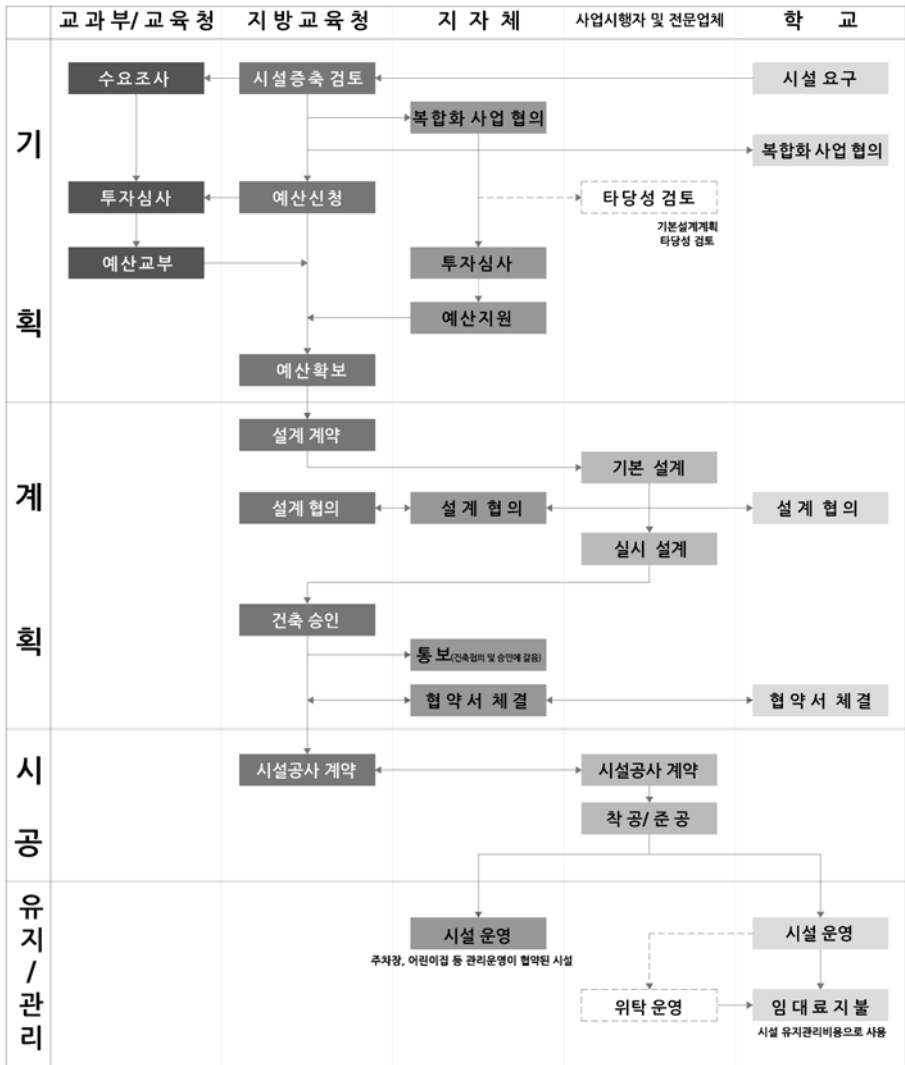 교과부/교육청 지방교육청 지자체 사업시행자 및 전문업체 학 교
기획
수요조사 시설증축 검토 시설 요구
복합화 사업 협의
복합화 사업 협의
투자심사 예산신청 타당성 검토
기본설계계획
타당성 검토
예산교부 투자심사
예산지원
예산확보
계획
설계 계약
기본 설계
설계 협의 설계 협의 설계 협의
실시 설계
건축 승인
통보(건축협의 및 승인에 갈음)
협약서 체결 협약서 체결
시공
시설공사 계약 시설공사 계약
착공/준공
유지/관리
시설 운영 시설 운영
주차장, 어린이집 등 관리운영이 협약된 시설
위탁 운영 임대료지불
시설 유지관리비용으로 사용